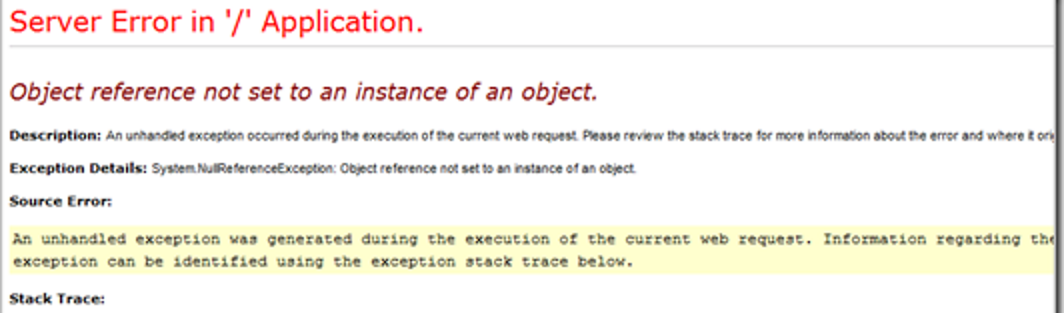 Server Error in '/' Application.
Object reference not set to an instance of an object.
Description: An unhandled exception occurred during the execution of the current web request. Please review the stack trace for more information about the error and where it
Exception Details: System.NullReferenceException: Object reference not set to an instance of an object.
Source Error:
An unhandled exception was generated during the execution of the current web request. Information regarding the
exception can be identified using the exception stack trace below.
Stack Trace: